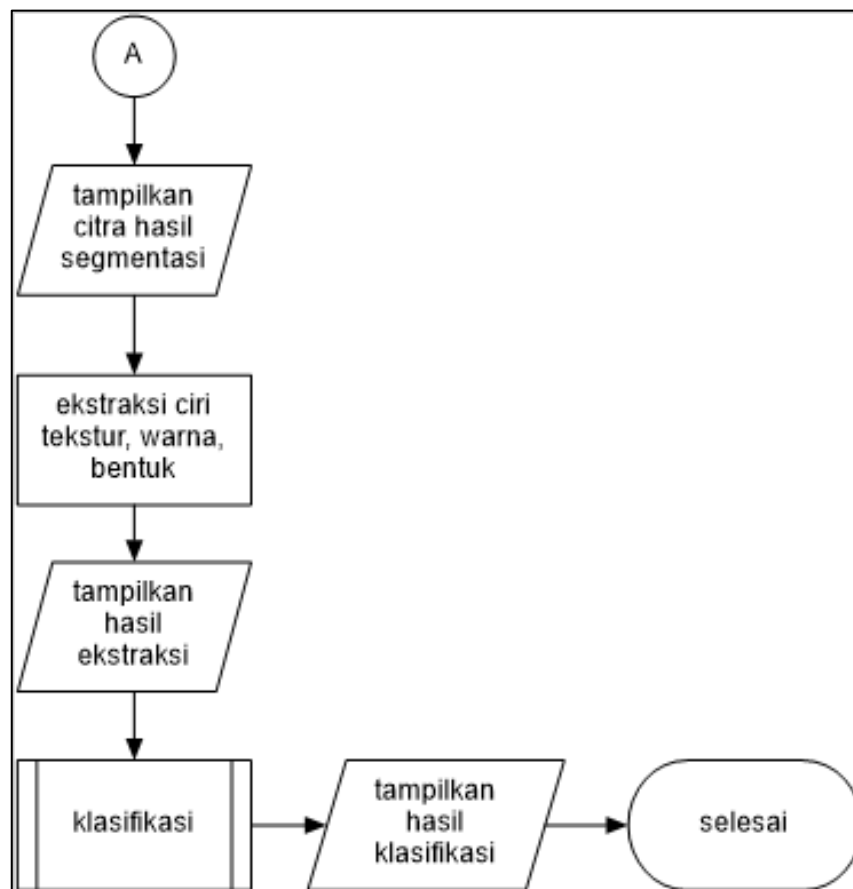 A
tampilkan
citra hasil
segmentasi
ekstraksi ciri
tekstur, warna,
bentuk
tampilkan
hasil
ekstraksi
klasifikasi
tampilkan
hasil
klasifikasi
selesai